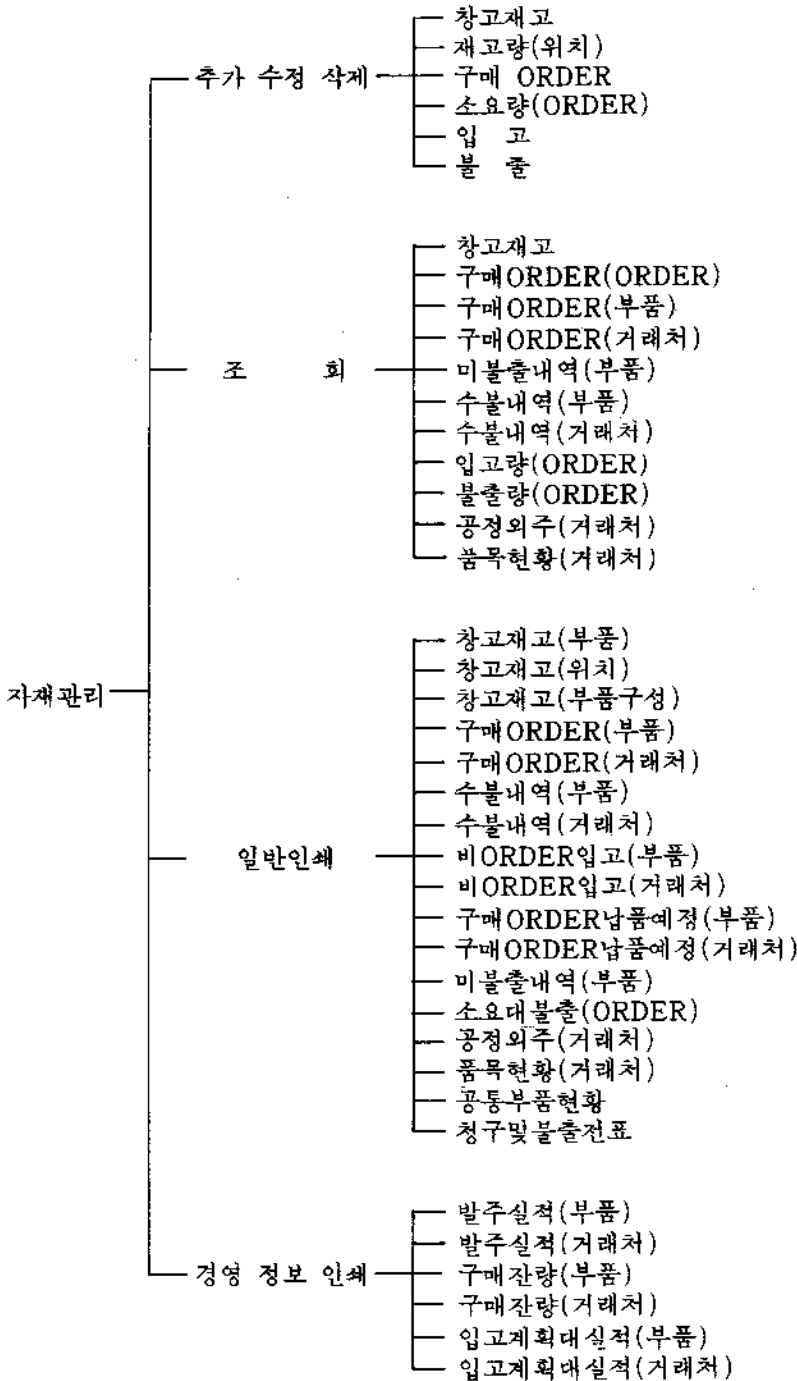 창고재고
재고량(위치)
추가 수정 삭제
구매 ORDER
소요량(ORDER)
입 고
불 출
창고재고
구매ORDER(ORDER)
구매ORDER(부품)
구매ORDER(거래처)
조 회
미불출내역(부품)
수불내역(부품)
수불내역(거래처)
입고량(ORDER)
불출량(ORDER)
공정외주(거래처)
품목현황(거래처)
자재관리
창고재고(부품)
창고재고(위치)
창고재고(부품구성)
구매ORDER(부품)
구매ORDER(거래처)
수불내역(부품)
수불내역(거래처)
일반인쇄
비ORDER입고(부품)
비ORDER입고(거래처)
구매ORDER납품예정(부품)
구매ORDER납품예정(거래처)
미불출내역(부품)
소요대불출(ORDER)
공정외주(거래처)
품목현황(거래처)
공통부품현황
청구및불출전표
발주실적(부품)
발주실적(거래처)
경영 정보 인쇄
구매잔량(부품)
구매잔량(거래처)
입고계획대실적(부품)
입고계획대실적(거래처)